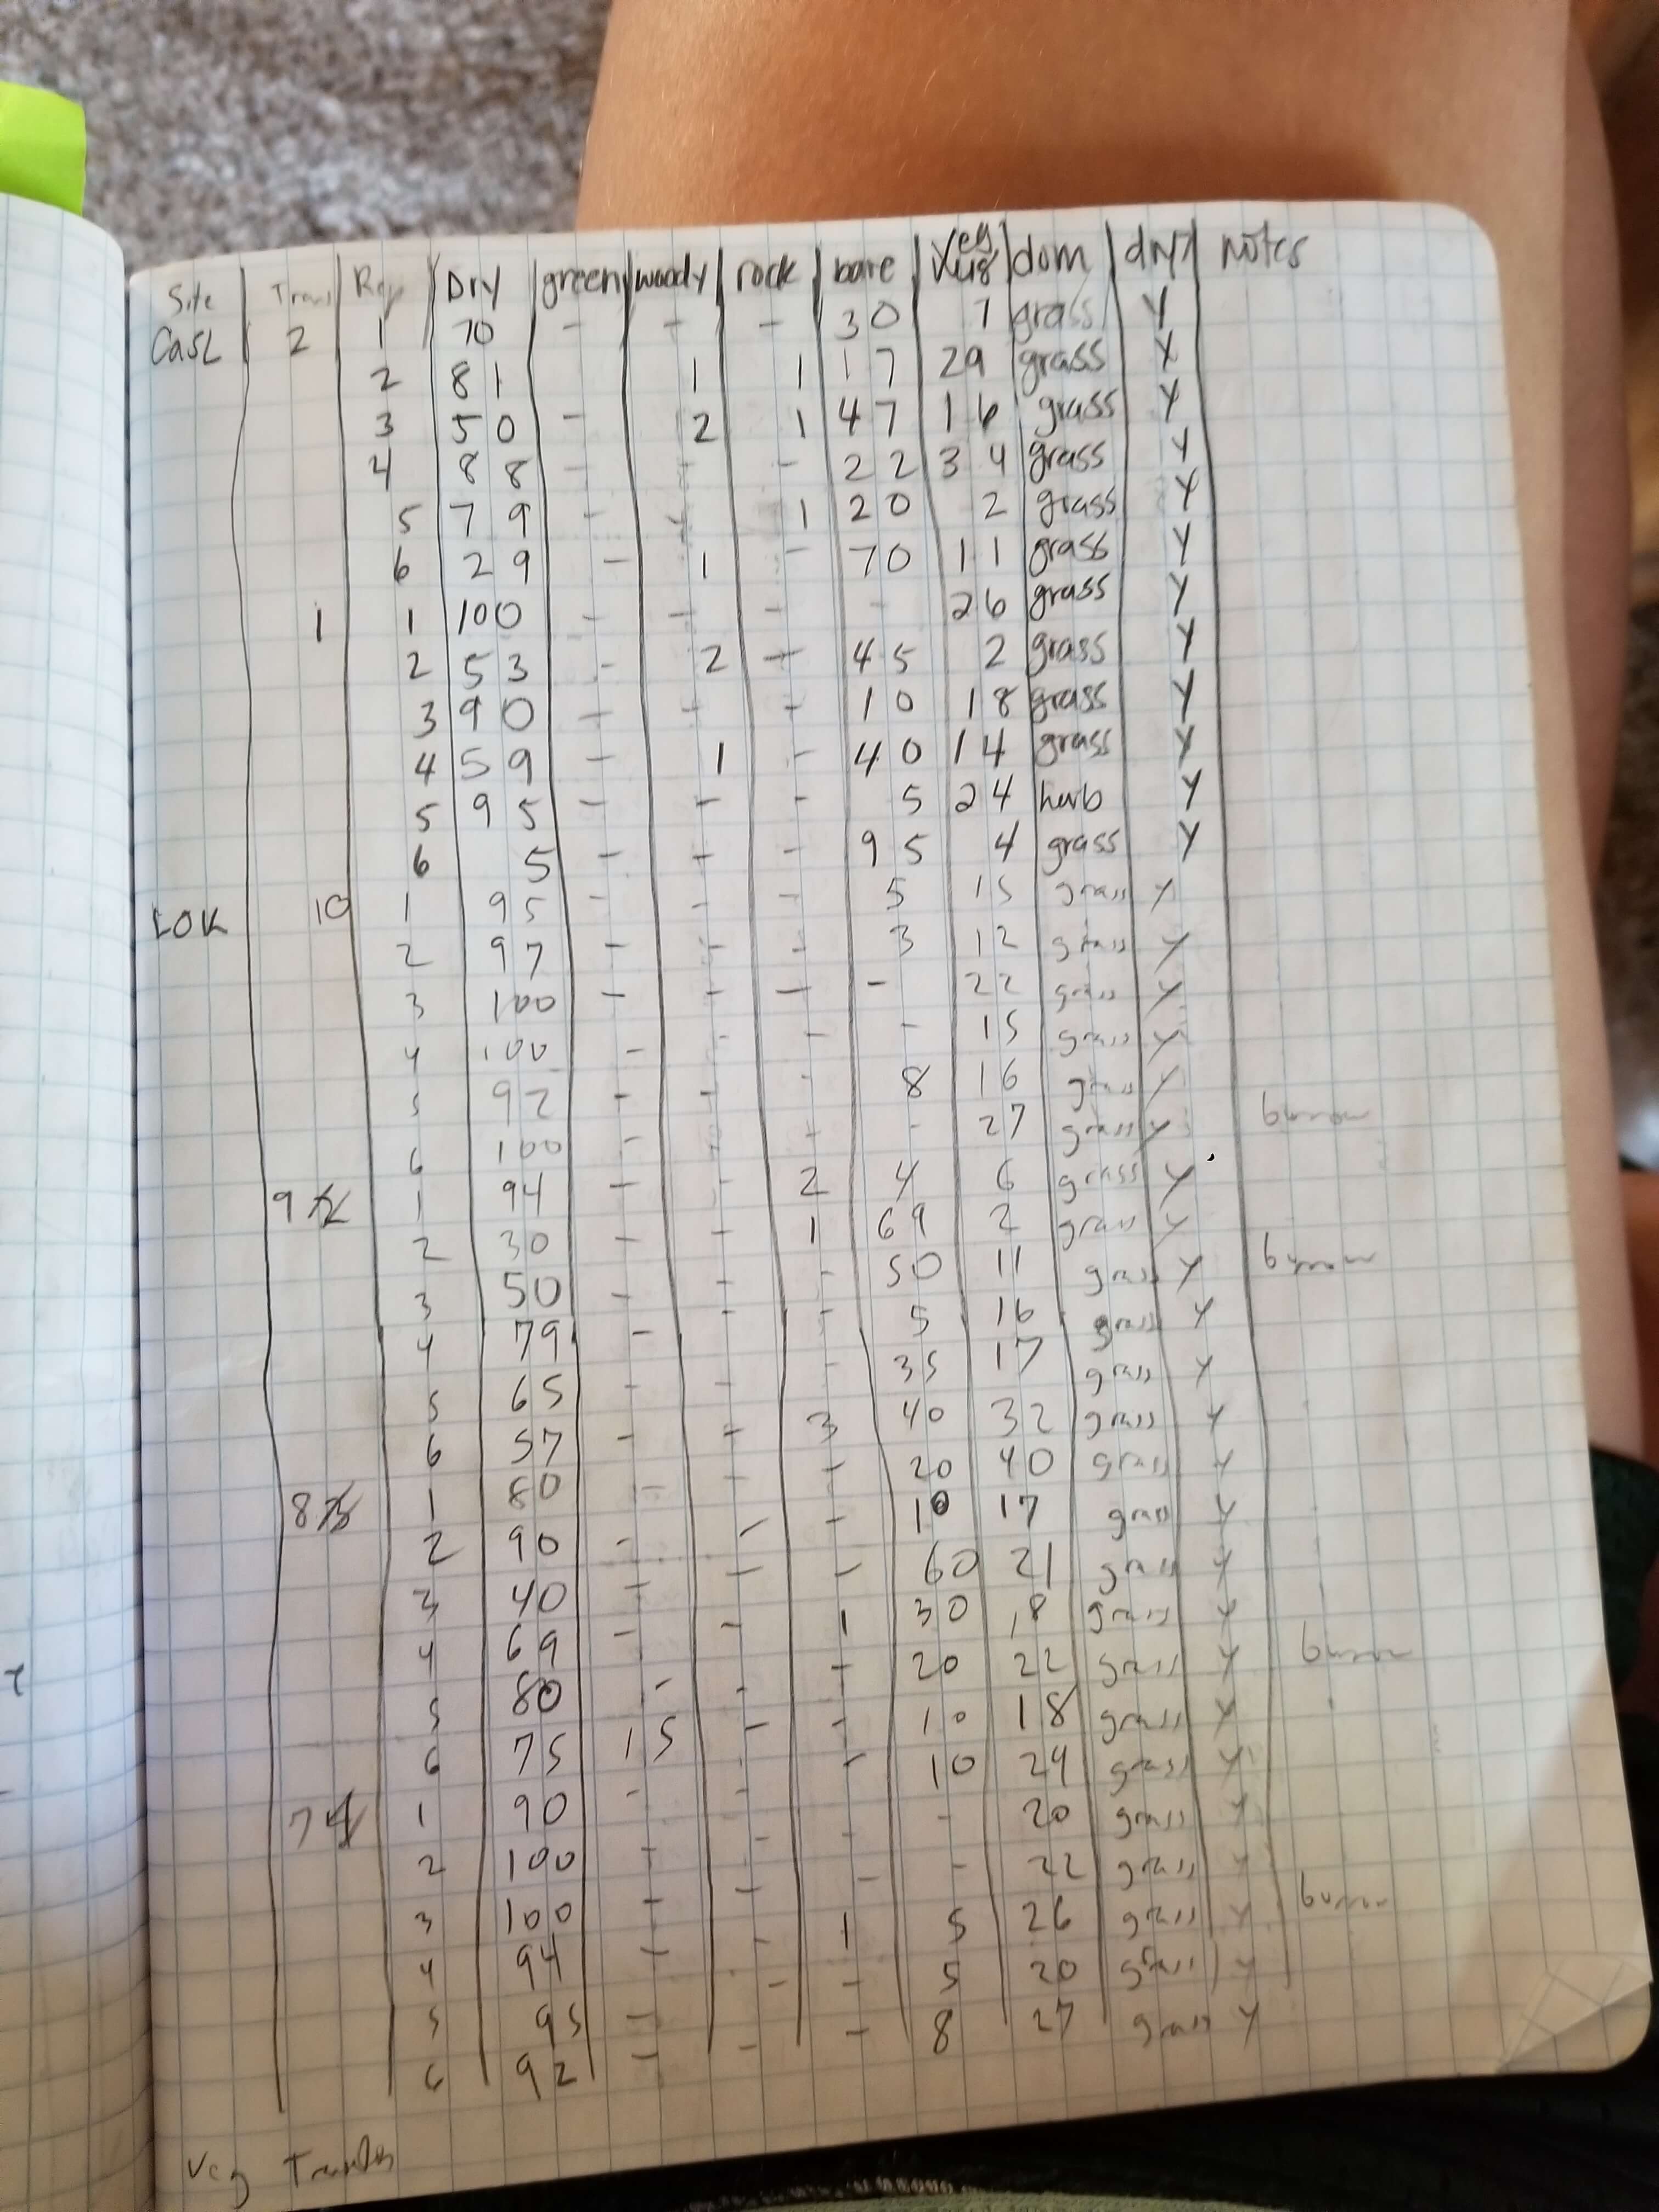 Site Trans Rep Dry green woody rock bare Veg dom dry? Notes
CaSL 2 1 70 - - - 30 7 grass Y
2 81 1 1 17 29 grass Y
3 50 - 2 1 47 16 grass Y
4 88 - - - 22 34 grass Y
5 79 - - 1 20 2 grass Y
6 29 - 1 - 70 11 grass Y
1 1 100 - - - - 26 grass Y
2 53 - 2 - 45 2 grass Y
3 90 - - - 10 18 grass Y
4 59 - 1 - 40 14 grass Y
5 95 - - - 5 24 herb Y
6 5 - - - 95 4 grass Y
LOK 10 1 95 - - - 5 15 grass Y
2 97 - - - 3 12 grass Y
3 100 - - - - 22 grass Y
4 100 - - - - 15 grass Y
5 92 - - - 8 16 grass Y
6 100 - - - - 27 grass Y burrow
9 1 94 - - 2 4 6 grass Y
2 30 - - 1 69 2 grass Y
3 50 - - - 50 11 grass Y burrow
4 79 - - - 5 16 grass Y
5 65 - - - 35 17 grass Y
6 57 - - 3 40 32 grass Y
8 1 80 - - - 20 40 grass Y
2 90 - - - 10 17 grass Y
3 40 - - - 60 21 grass Y
4 69 - - 1 30 18 grass Y
5 80 - - - 20 22 grass Y burrow
6 75 15 - - 10 18 grass Y
7 1 90 - - - 10 29 grass Y
2 100 - - - - 20 grass Y
3 100 - - - - 22 grass Y
4 94 - - 1 5 26 grass Y burrow
5 95 - - - 5 20 grass Y
6 92 - - - 8 27 grass Y
Veg